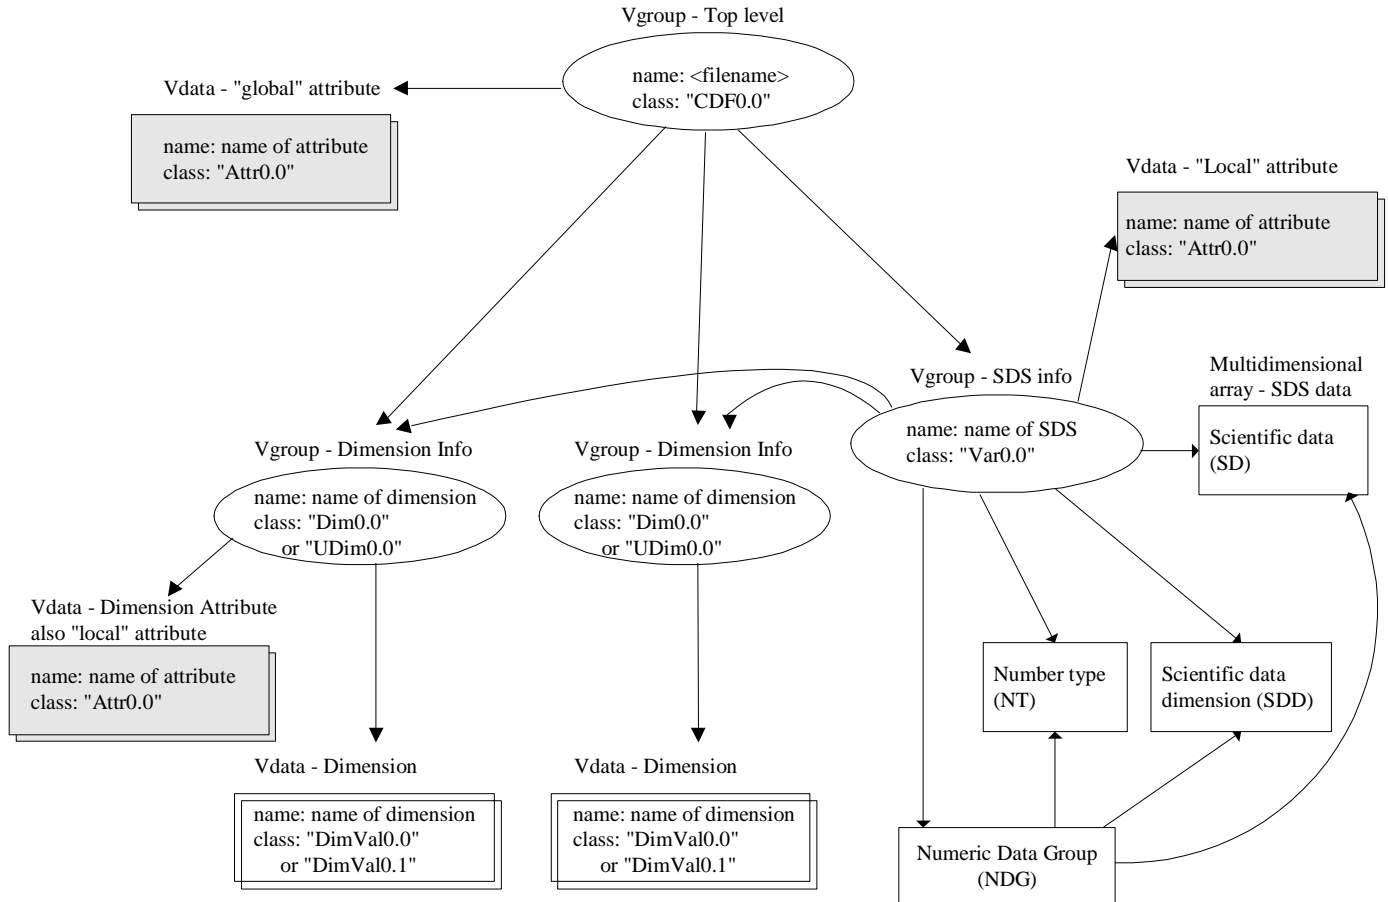 Vgroup - Top level
name: <filename>
class: "CDF0.0"
Vdata - "global" attribute
name: name of attribute
class: "Attr0.0"
Vdata - "Local" attribute
name: name of attribute
class: "Attr0.0"
Vgroup - SDS info
name: name of SDS
class: "Var0.0"
Multidimensional
array - SDS data
Scientific data
(SD)
Vgroup - Dimension Info
name: name of dimension
class: "Dim0.0"
or "UDim0.0"
Vgroup - Dimension Info
name: name of dimension
class: "Dim0.0"
or "UDim0.0"
Vdata - Dimension Attribute
also "local" attribute
name: name of attribute
class: "Attr0.0"
Number type
(NT)
Scientific data
dimension (SDD)
Vdata - Dimension
name: name of dimension
class: "DimVal0.0"
or "DimVal0.1"
Vdata - Dimension
name: name of dimension
class: "DimVal0.0"
or "DimVal0.1"
Numeric Data Group
(NDG)